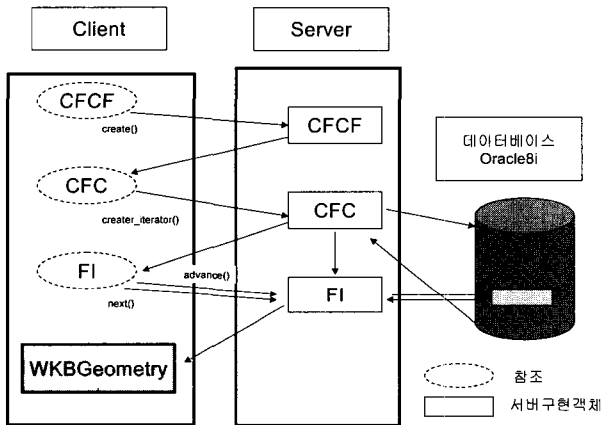 Client
Server
CFCF
create()
CFCF
데아터베이스
Oracle8i
CFC
creater_iterator()
CFC
FI
advance()
next()
FI
WKBGeometry
참조
서버구현객체